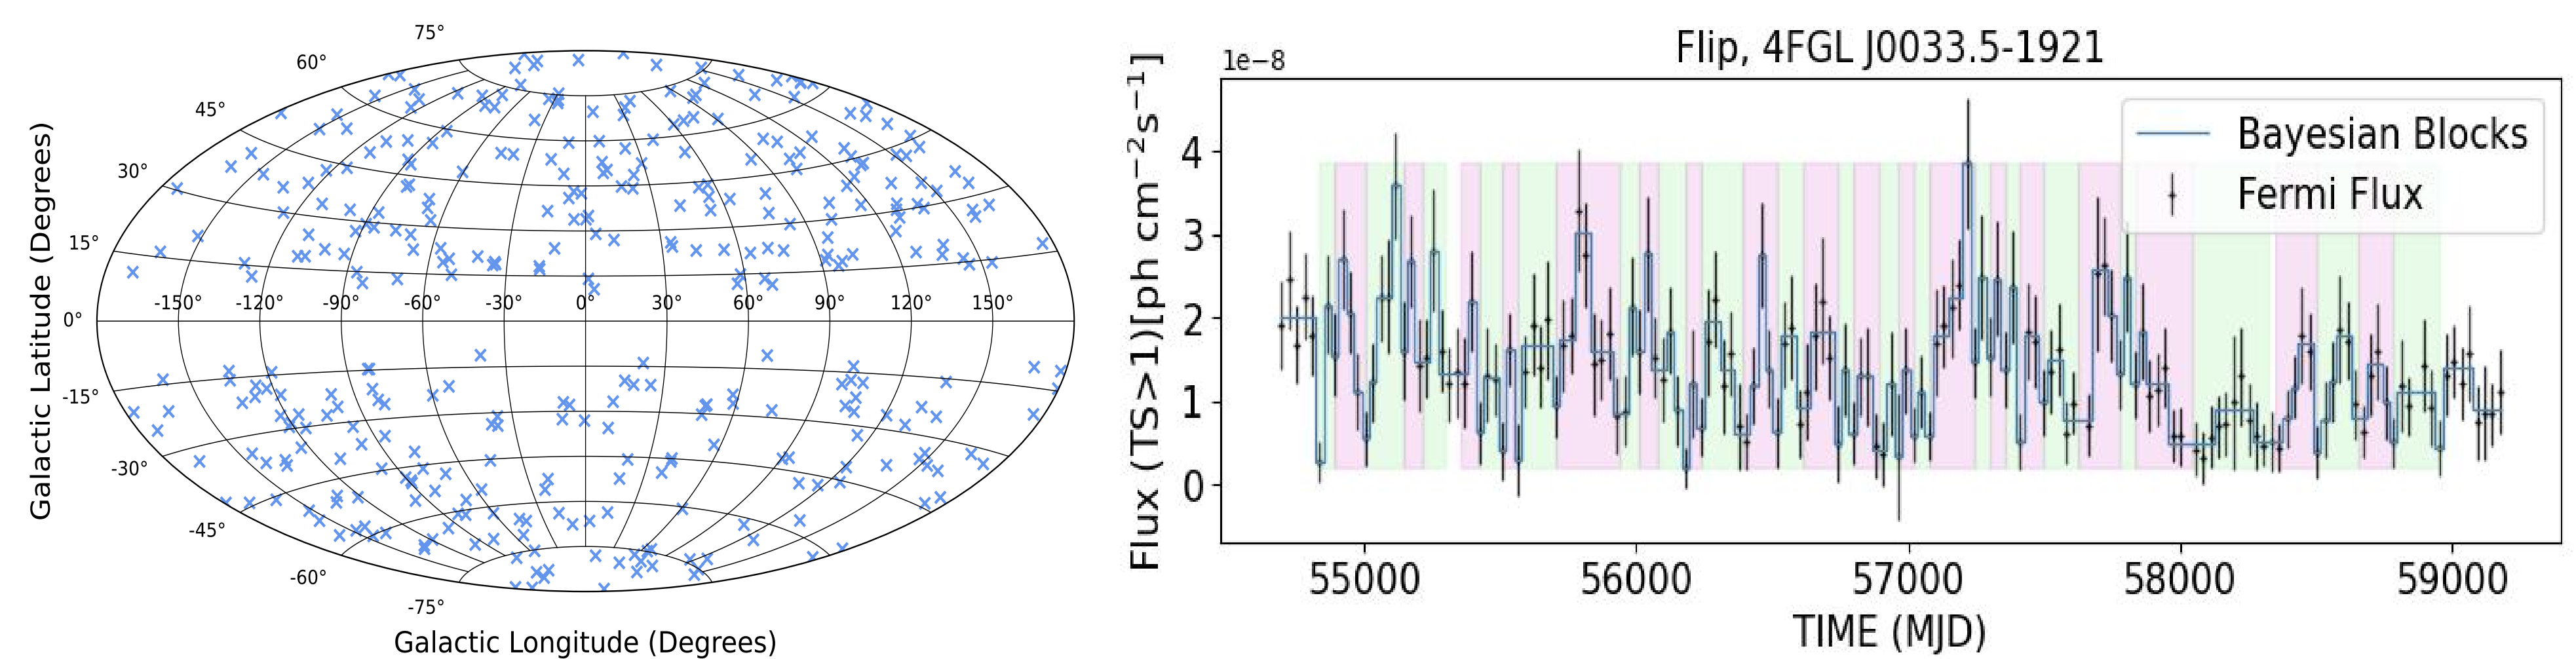 75°
60°
45°
30°
15°
0°
-15°
-30°
-45°
-60°
-75°
-150° -120° -90° -60° -30° 0° 30° 60° 90° 120° 150°
Galactic Latitude (Degrees)
Galactic Longitude (Degrees)
Flip, 4FGL J0033.5-1921
1e−8
Flux (TS>1)[ph cm⁻²s⁻¹]
4
3
2
1
0
Bayesian Blocks
Fermi Flux
55000 56000 57000 58000 59000
TIME (MJD)